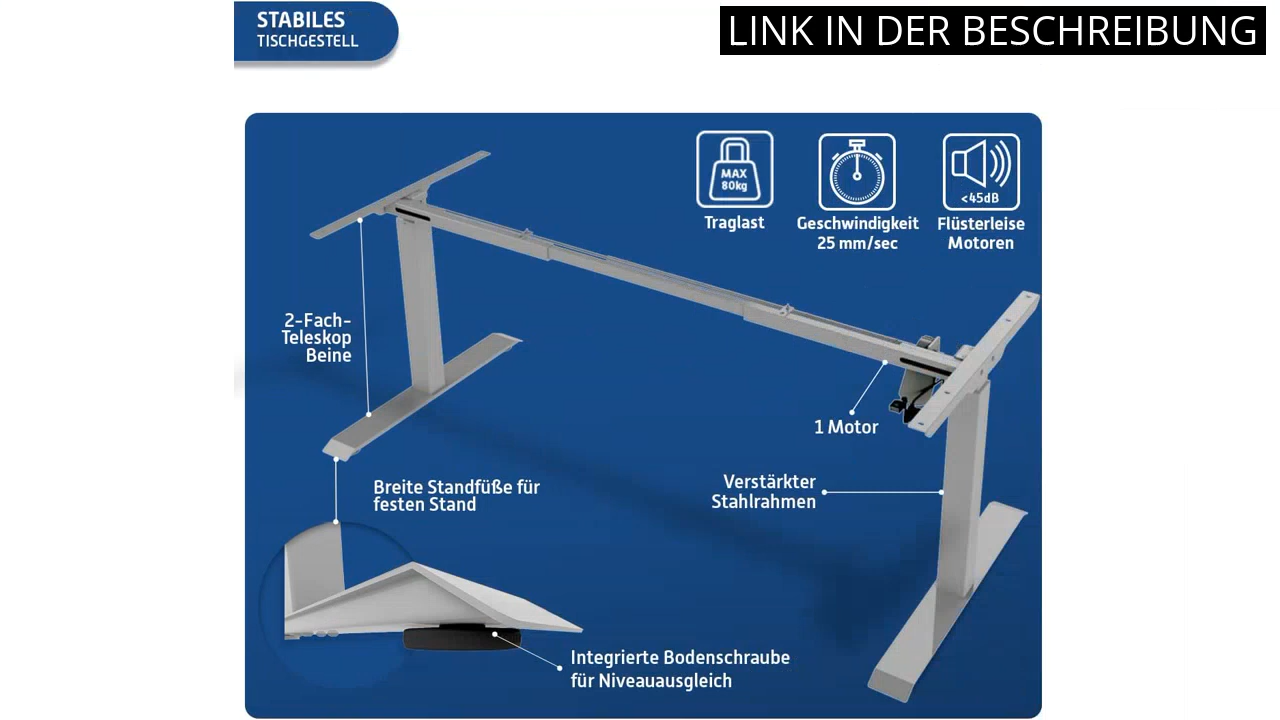 STABILES
TISCHGESTELL
LINK IN DER BESCHREIBUNG
MAX
80kg
Traglast
Geschwindigkeit
25 mm/sec
<45dB
Flüsterleise
Motoren
2-Fach-
Teleskop
Beine
1 Motor
Breite Standfüße für
festen Stand
Verstärkter
Stahlrahmen
Integrierte Bodenschraube
für Niveauausgleich